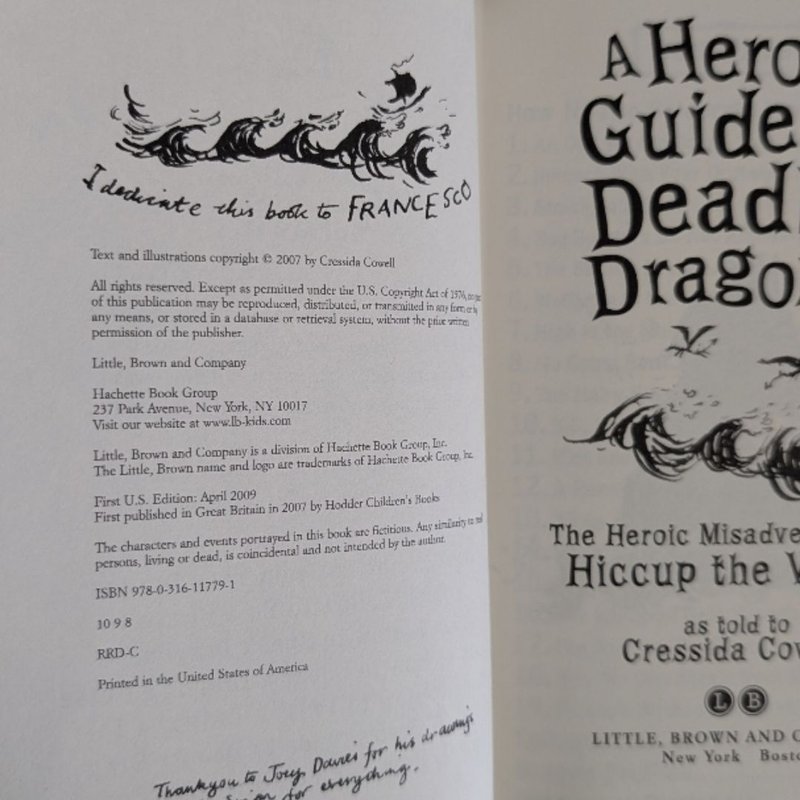 I dedicate this book to FRANCESCO
Text and illustrations copyright © 2007 by Cressida Cowell
All rights reserved. Except as permitted under the U.S. Copyright Act of 1976, no part
of this publication may be reproduced, distributed, or transmitted in any form or by
any means, or stored in a database or retrieval system, without the prior written
permission of the publisher.
Little, Brown and Company
Hachette Book Group
237 Park Avenue, New York, NY 10017
Visit our website at www.lb-kids.com
Little, Brown and Company is a division of Hachette Book Group, Inc.
The Little, Brown name and logo are trademarks of Hachette Book Group, Inc.
First U.S. Edition: April 2009
First published in Great Britain in 2007 by Hodder Children's Books
The characters and events portrayed in this book are fictitious. Any similarity to real
persons, living or dead, is coincidental and not intended by the author.
ISBN 978-0-316-11779-1
10 9 8
RRD-C
Printed in the United States of America
Thankyou to Joey Davies for his drawings
for everything.
A Hero
Guide
Deadl
Drago
The Heroic Misadve
Hiccup the V
as told to
Cressida Cow
L B
LITTLE, BROWN AND C
New York Bosto